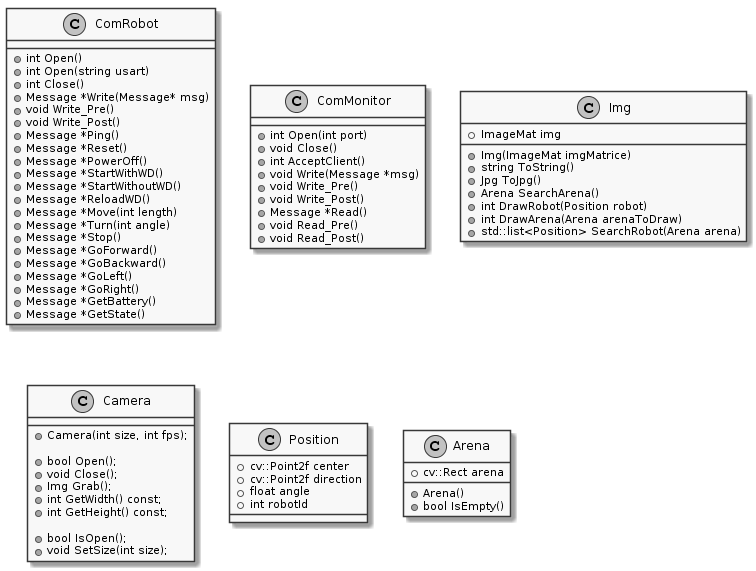 C ComRobot
int Open()
int Open(string usart)
int Close()
Message *Write(Message* msg)
void Write_Pre()
void Write_Post()
Message *Ping()
Message *Reset()
Message *PowerOff()
Message *StartWithWD()
Message *StartWithoutWD()
Message *ReloadWD()
Message *Move(int length)
Message *Turn(int angle)
Message *Stop()
Message *GoForward()
Message *GoBackward()
Message *GoLeft()
Message *GoRight()
Message *GetBattery()
Message *GetState()
C ComMonitor
int Open(int port)
void Close()
int AcceptClient()
void Write(Message *msg)
void Write_Pre()
void Write_Post()
Message *Read()
void Read_Pre()
void Read_Post()
C Img
ImageMat img
Img(ImageMat imgMatrice)
string ToString()
Jpg ToJpg()
Arena SearchArena()
int DrawRobot(Position robot)
int DrawArena(Arena arenaToDraw)
std::list<Position> SearchRobot(Arena arena)
C Camera
Camera(int size, int fps);
bool Open();
void Close();
Img Grab();
int GetWidth() const;
int GetHeight() const;
bool IsOpen();
void SetSize(int size);
C Position
cv::Point2f center
cv::Point2f direction
float angle
int robotId
C Arena
cv::Rect arena
Arena()
bool IsEmpty()